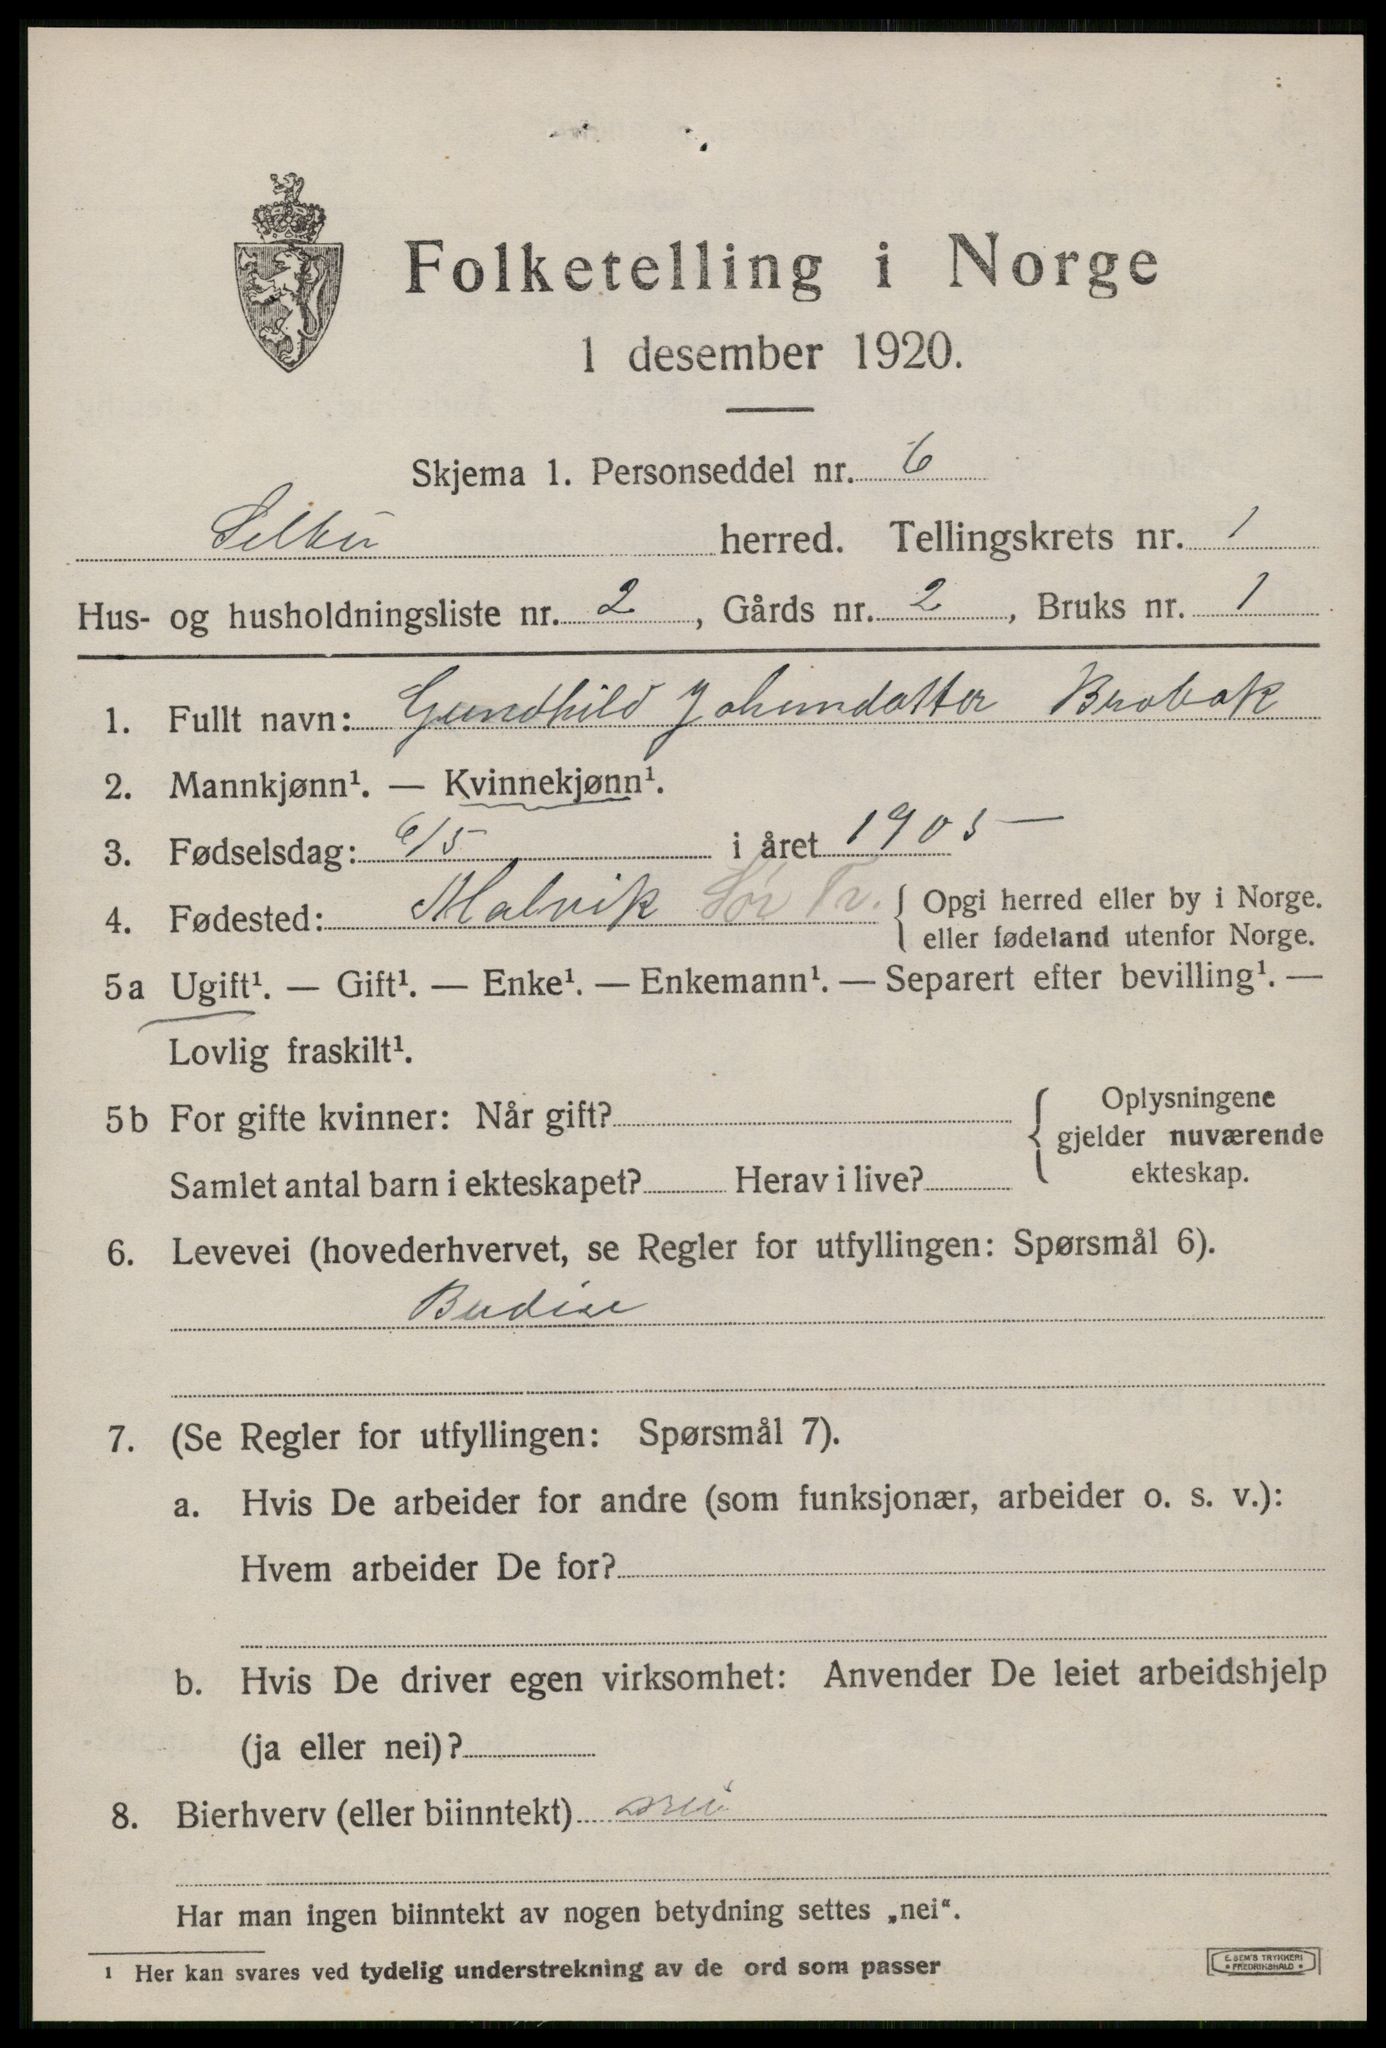 Folketelling i Norge
1 desember 1920.
Skjema 1. Personseddel nr. 6
Selbu herred. Tellingskrets nr. 1
Hus- og husholdningsliste nr. 2, Gårds nr. 2, Bruks nr. 1
1. Fullt navn: Gundhild Johnsdatter Brobak
2. Mannkjønn¹. — Kvinnekjønn¹.
3. Fødselsdag: 6/5 i året 1905
4. Fødested: Malvik Sør Tr. { Opgi herred eller by i Norge.
eller fødeland utenfor Norge.
5a Ugift¹. — Gift¹. — Enke¹. — Enkemann¹. — Separert efter bevilling¹. —
Lovlig fraskilt¹.
5b For gifte kvinner: Når gift?
Samlet antal barn i ekteskapet? Herav i live?
{ Oplysningene
gjelder nuværende
ekteskap.
6. Levevei (hovederhvervet, se Regler for utfyllingen: Spørsmål 6).
Budeie
7. (Se Regler for utfyllingen: Spørsmål 7).
a. Hvis De arbeider for andre (som funksjonær, arbeider o. s. v.):
Hvem arbeider De for?
b. Hvis De driver egen virksomhet: Anvender De leiet arbeidshjelp
(ja eller nei)?
8. Bierhverv (eller biinntekt) nei
Har man ingen biinntekt av nogen betydning settes „nei“.
1 Her kan svares ved tydelig understrekning av de ord som passer
E. SEM'S TRYKKERI
FREDRIKSHALD